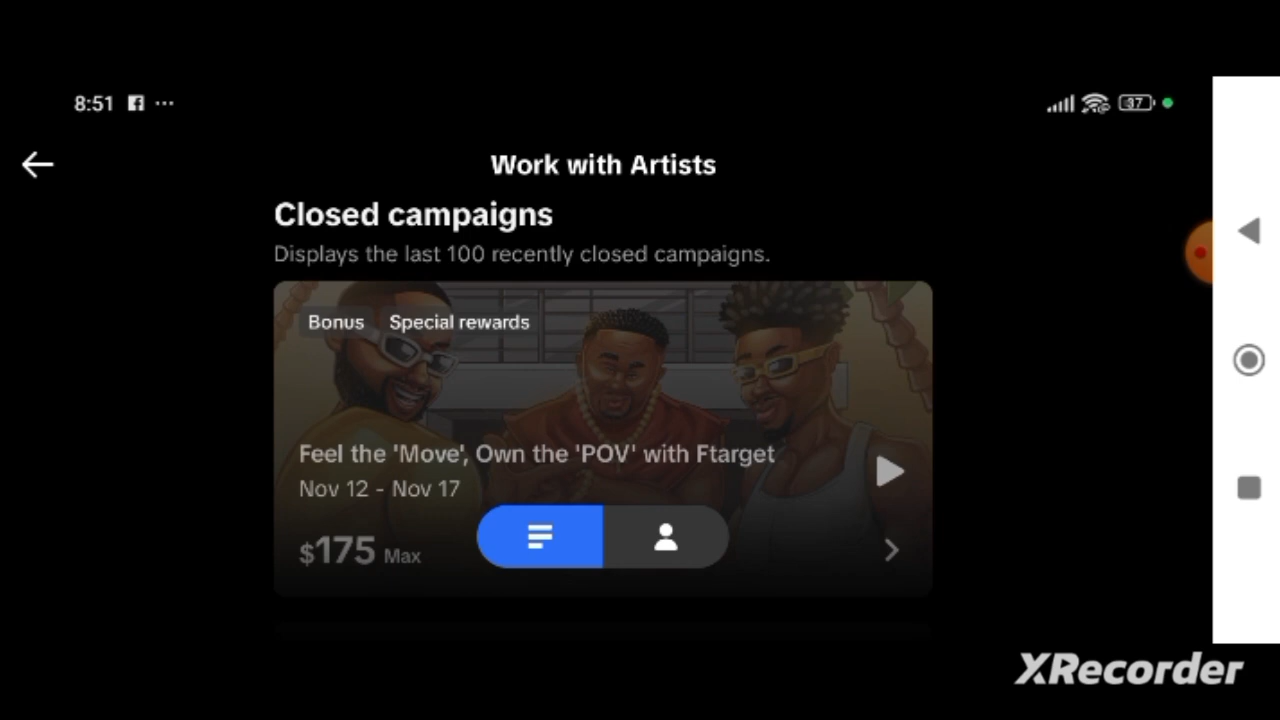 8:51
37
Work with Artists
Closed campaigns
Displays the last 100 recently closed campaigns.
Bonus Special rewards
Feel the 'Move', Own the 'POV' with Ftarget
Nov 12 - Nov 17
$175 Max
XRecorder